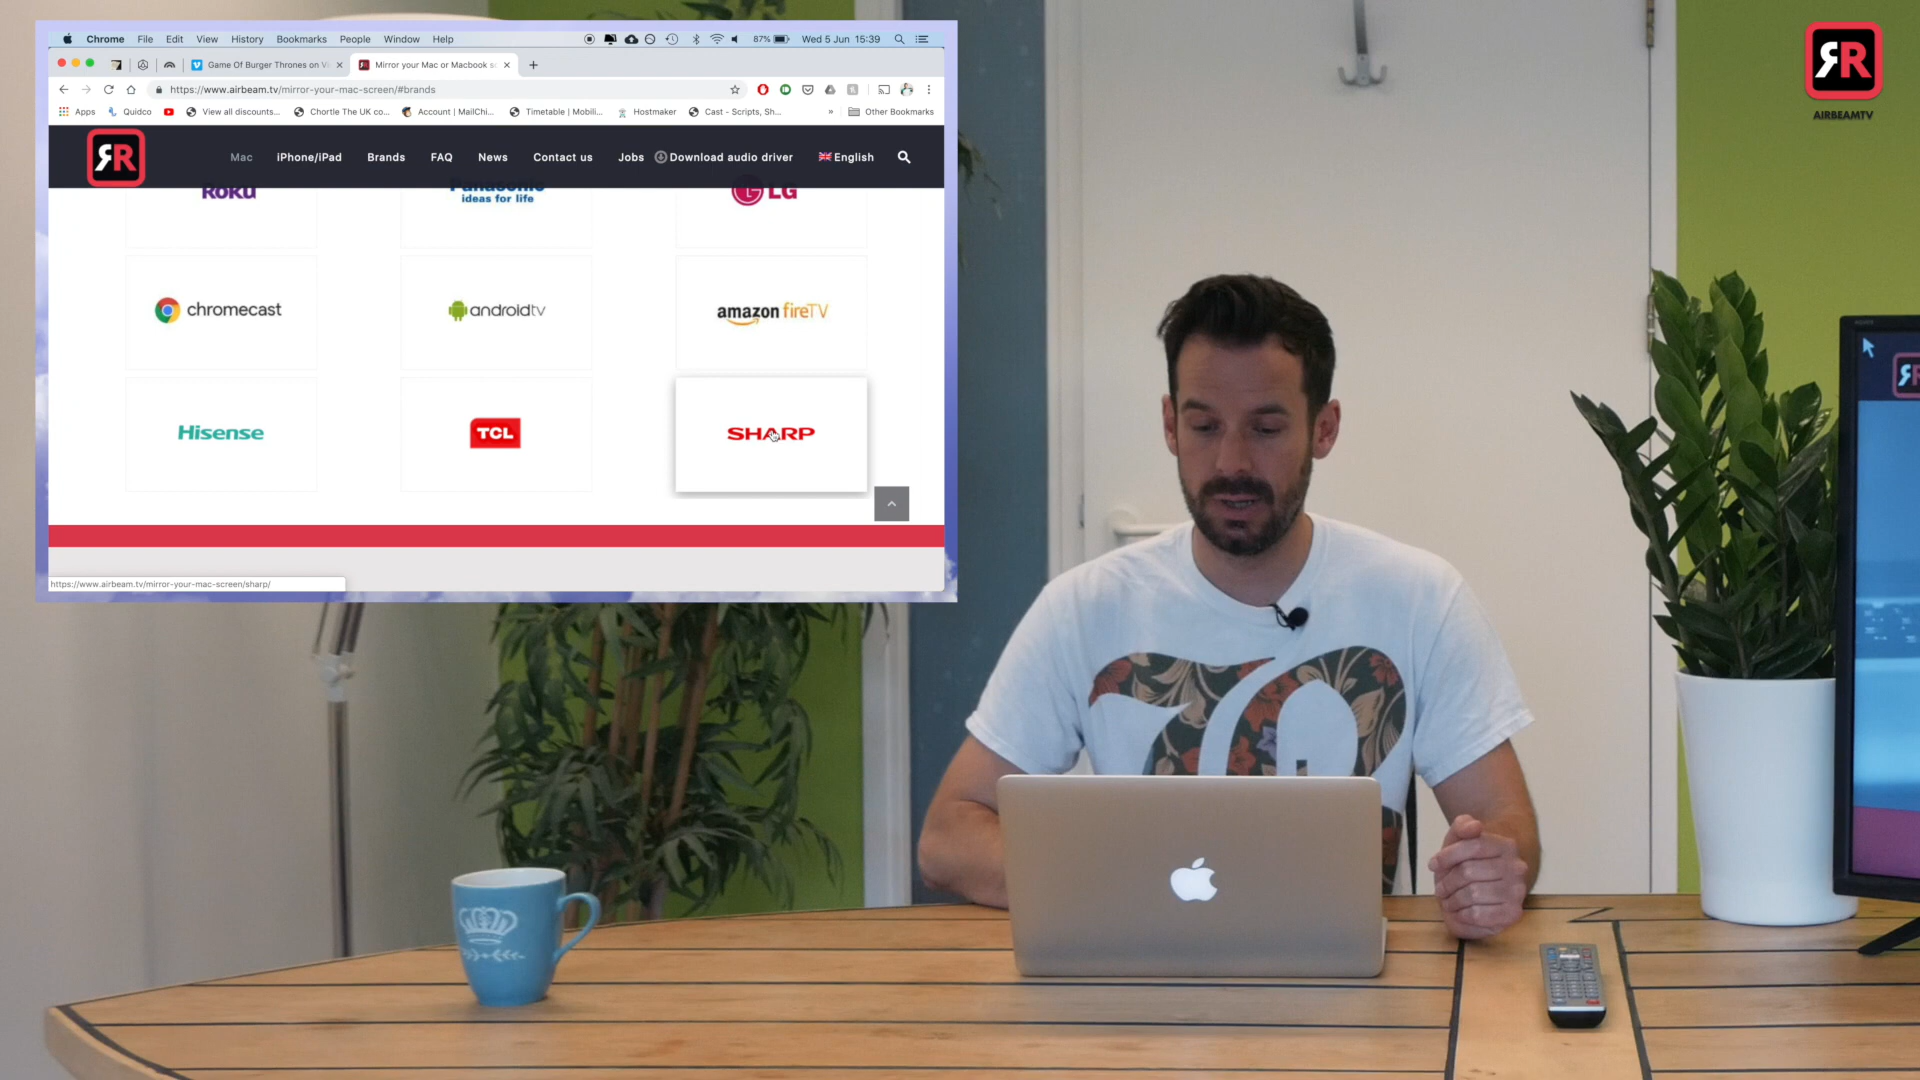 Chrome File Edit View History Bookmarks People Window Help 87% Wed 5 Jun 15:39
Game Of Burger Thrones on Vi
Mirror your Mac or Macbook sc
https://www.airbeam.tv/mirror-your-mac-screen/#brands
Apps Quidco View all discounts... Chortle The UK co... Account | MailChi... Timetable | Mobili... Hostmaker Cast - Scripts, Sh... » Other Bookmarks
Mac iPhone/iPad Brands FAQ News Contact us Jobs Download audio driver English
ROKU
Panasonic
ideas for life
LG
chromecast
androidtv
amazon fireTV
Hisense
TCL
SHARP
https://www.airbeam.tv/mirror-your-mac-screen/sharp/
AIRBEAMTV